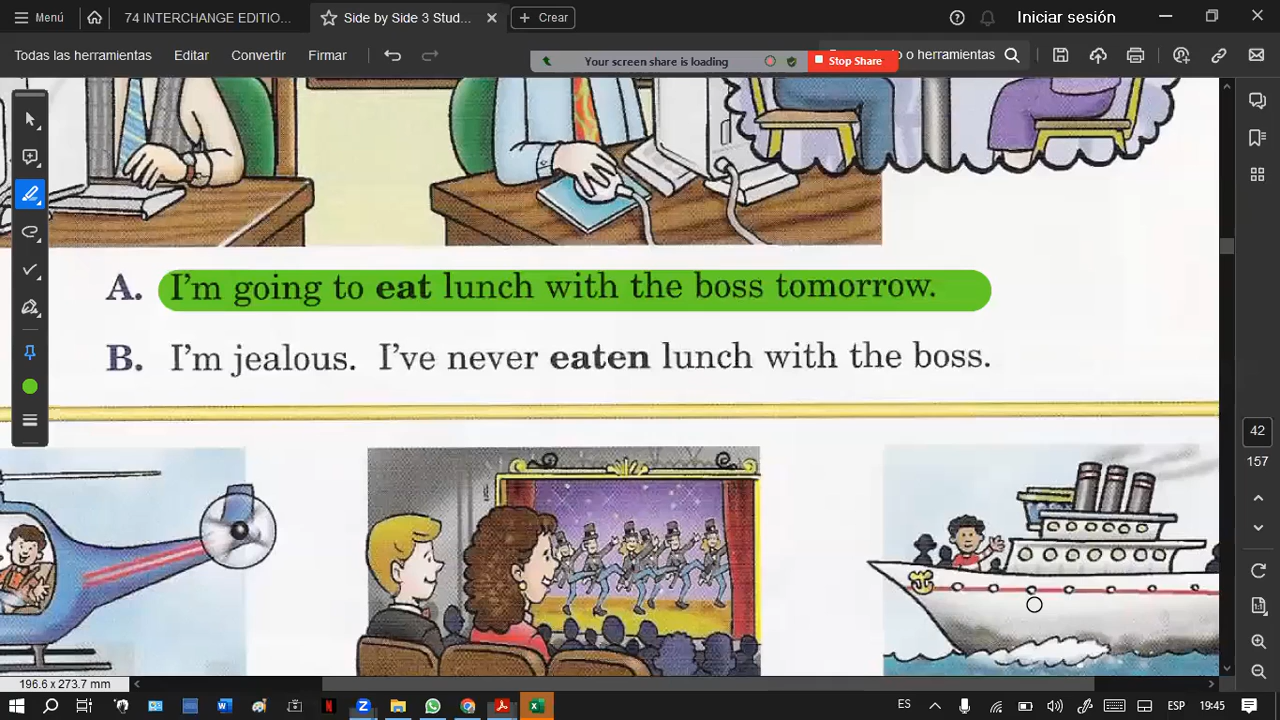 Menú
74 INTERCHANGE EDITIO...
Side by Side 3 Stud...
Crear
Iniciar sesión
Todas las herramientas
Editar
Convertir
Firmar
Your screen share is loading
Stop Share
o herramientas
A. I'm going to eat lunch with the boss tomorrow.
B. I'm jealous. I've never eaten lunch with the boss.
42
157
196.6 x 273.7 mm
ES
ESP
19:45